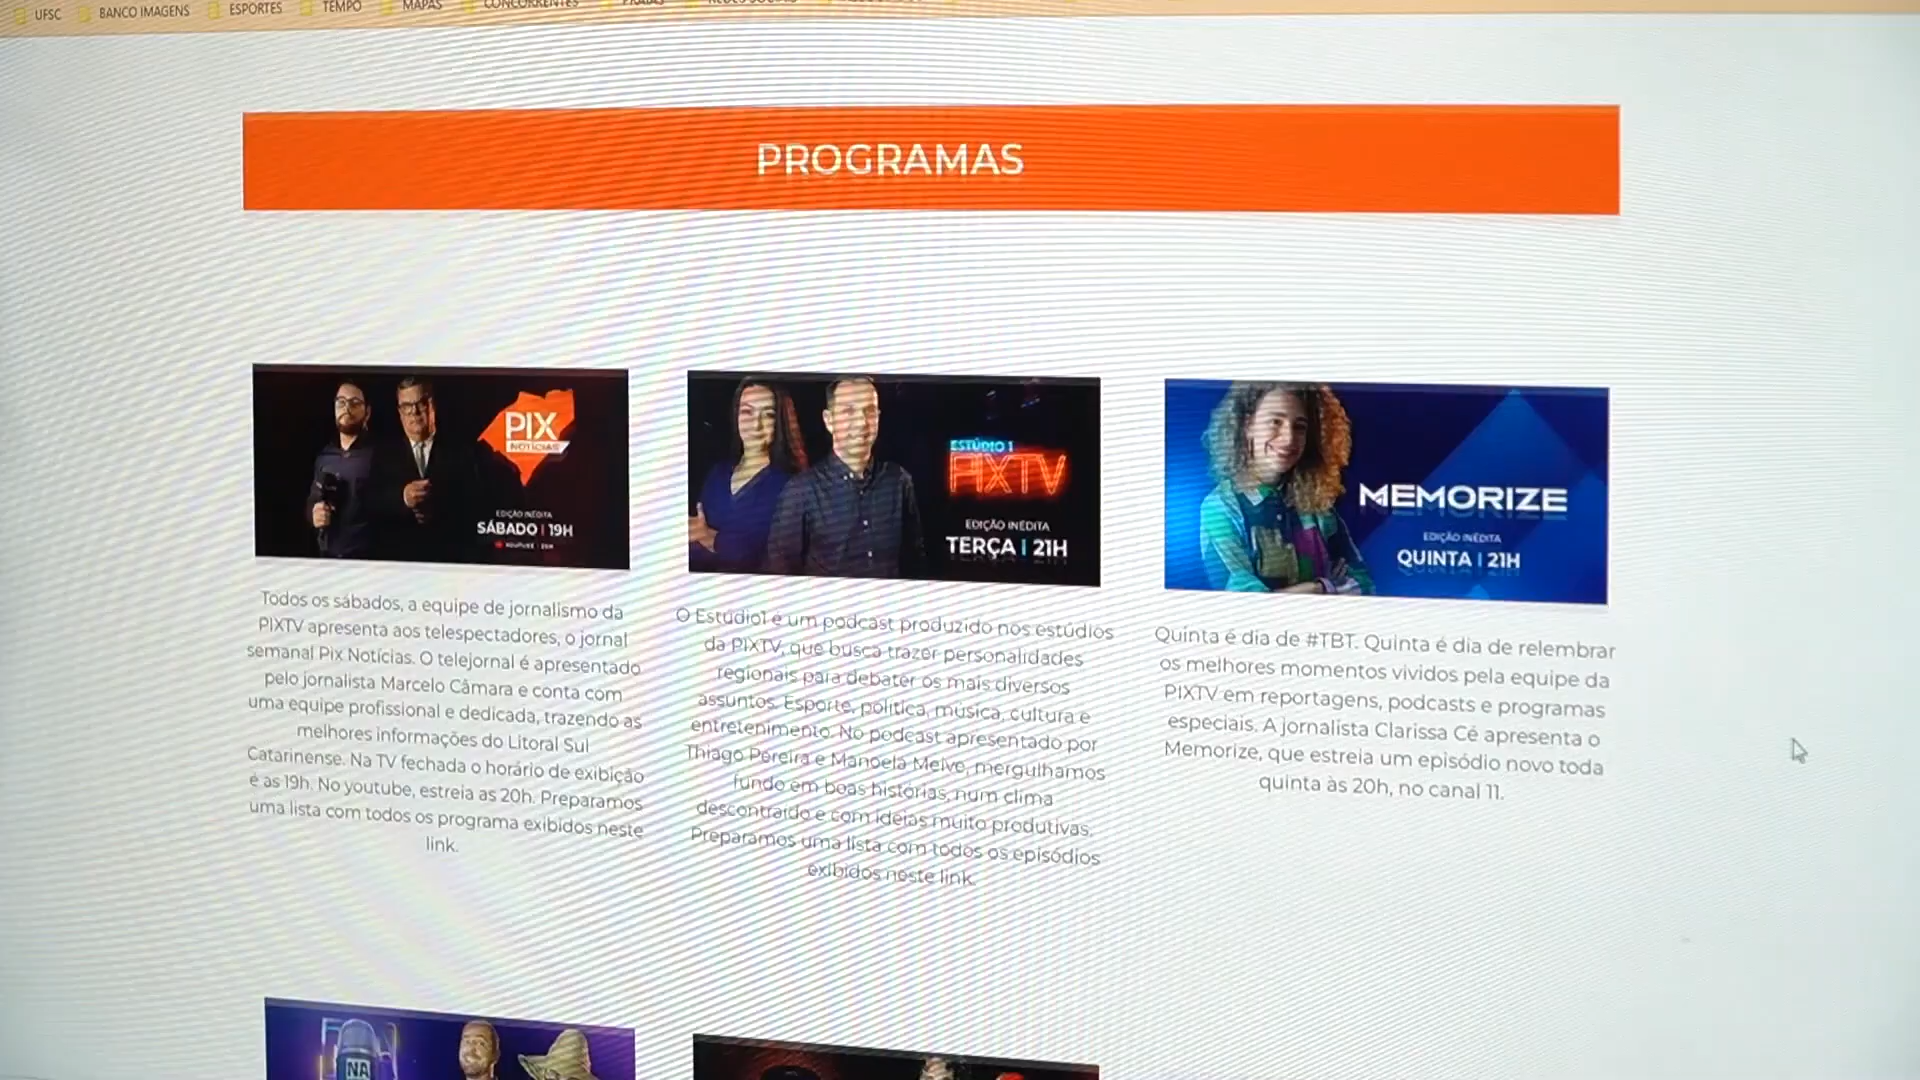 UFSC BANCO IMAGENS ESPORTES TEMPO MAPAS CONCORRENTES
PROGRAMAS
PIX
NOTÍCIAS
EDIÇÃO INÉDITA
SÁBADO | 19H
YOUTUBE - 20H
Todos os sábados, a equipe de jornalismo da
PIXTV apresenta aos telespectadores, o jornal
semanal Pix Notícias. O telejornal é apresentado
pelo jornalista Marcelo Câmara e conta com
uma equipe profissional e dedicada, trazendo as
melhores informações do Litoral Sul
Catarinense. Na TV fechada o horário de exibição
é as 19h. No youtube, estreia as 20h. Preparamos
uma lista com todos os programa exibidos neste
link.
ESTÚDIO 1
PIXTV
EDIÇÃO INÉDITA
TERÇA | 21H
O Estúdio1 é um podcast produzido nos estúdios
da PIXTV, que busca trazer personalidades
regionais para debater os mais diversos
assuntos. Esporte, política, música, cultura e
entretenimento. No podcast apresentado por
Thiago Pereira e Manoela Meive, mergulhamos
fundo em boas histórias, num clima
descontraído e com ideias muito produtivas.
Preparamos uma lista com todos os episódios
exibidos neste link.
MEMORIZE
EDIÇÃO INÉDITA
QUINTA | 21H
Quinta é dia de #TBT. Quinta é dia de relembrar
os melhores momentos vividos pela equipe da
PIXTV em reportagens, podcasts e programas
especiais. A jornalista Clarissa Cé apresenta o
Memorize, que estreia um episódio novo toda
quinta às 20h, no canal 11.
NA